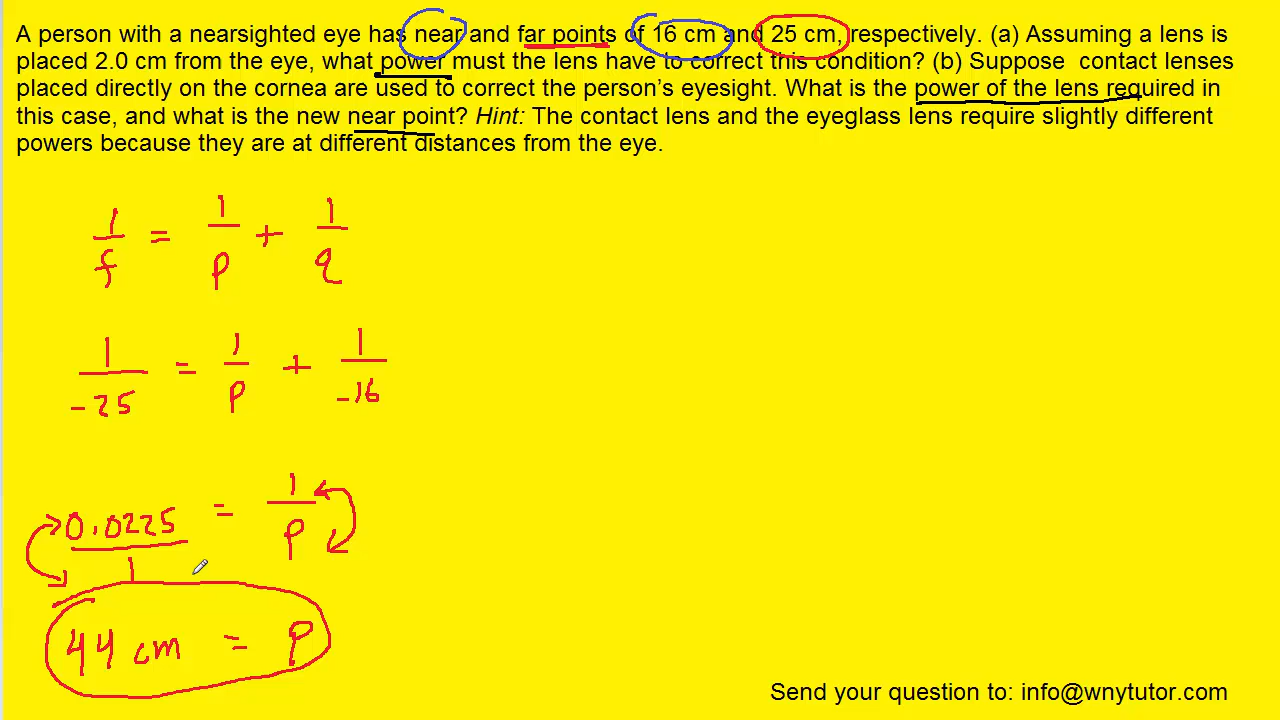 A person with a nearsighted eye has near and far points of 16 cm and 25 cm, respectively. (a) Assuming a lens is
placed 2.0 cm from the eye, what power must the lens have to correct this condition? (b) Suppose contact lenses
placed directly on the cornea are used to correct the person's eyesight. What is the power of the lens required in
this case, and what is the new near point? Hint: The contact lens and the eyeglass lens require slightly different
powers because they are at different distances from the eye.
1/f = 1/p + 1/q
1/-25 = 1/p + 1/-16
0.0225/1 = 1/p
44 cm = p
Send your question to: info@wnytutor.com